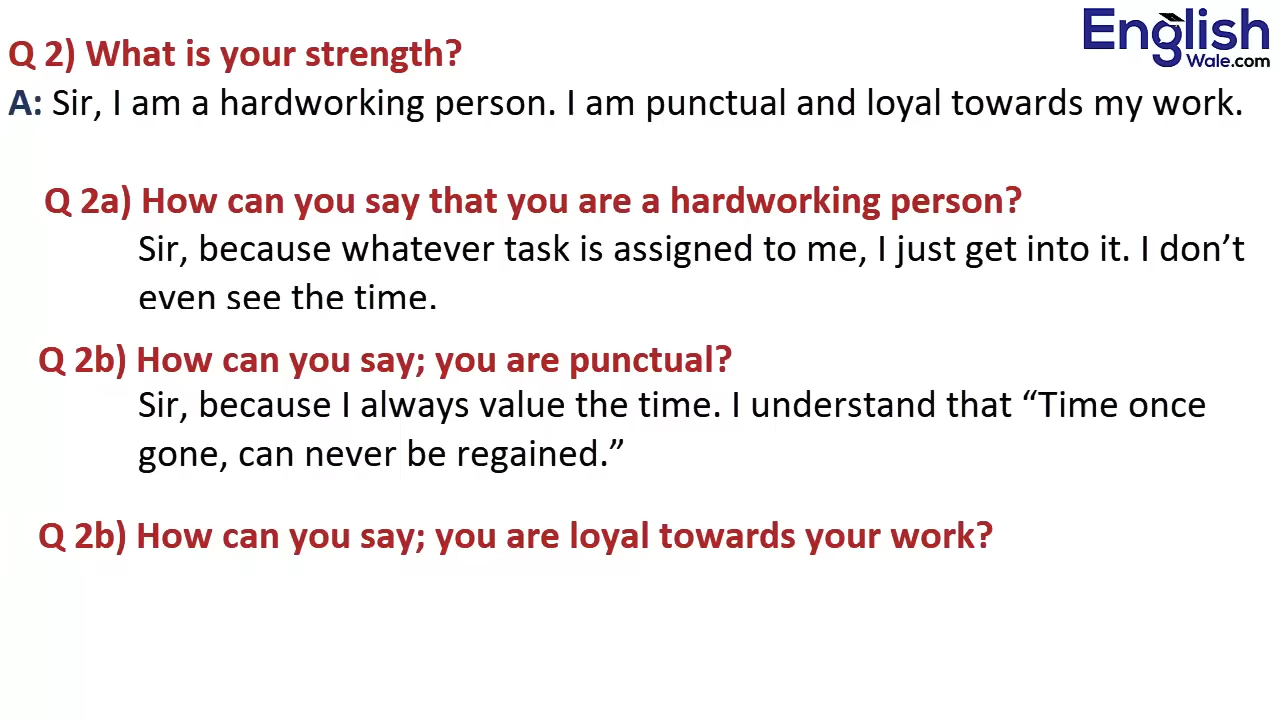 English
Wale.com
Q 2) What is your strength?
A: Sir, I am a hardworking person. I am punctual and loyal towards my work.
Q 2a) How can you say that you are a hardworking person?
Sir, because whatever task is assigned to me, I just get into it. I don’t
even see the time.
Q 2b) How can you say; you are punctual?
Sir, because I always value the time. I understand that “Time once
gone, can never be regained.”
Q 2b) How can you say; you are loyal towards your work?